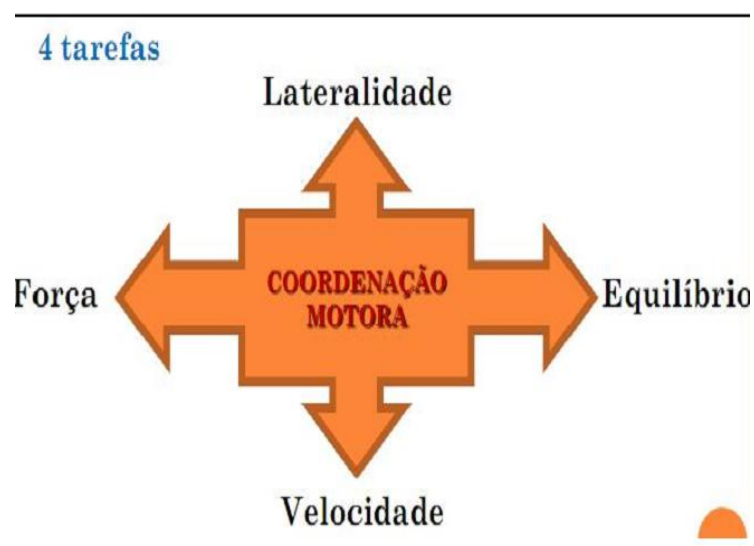 4 tarefas
Lateralidade
Força
COORDENAÇÃO
MOTORA
Equilíbrio
Velocidade